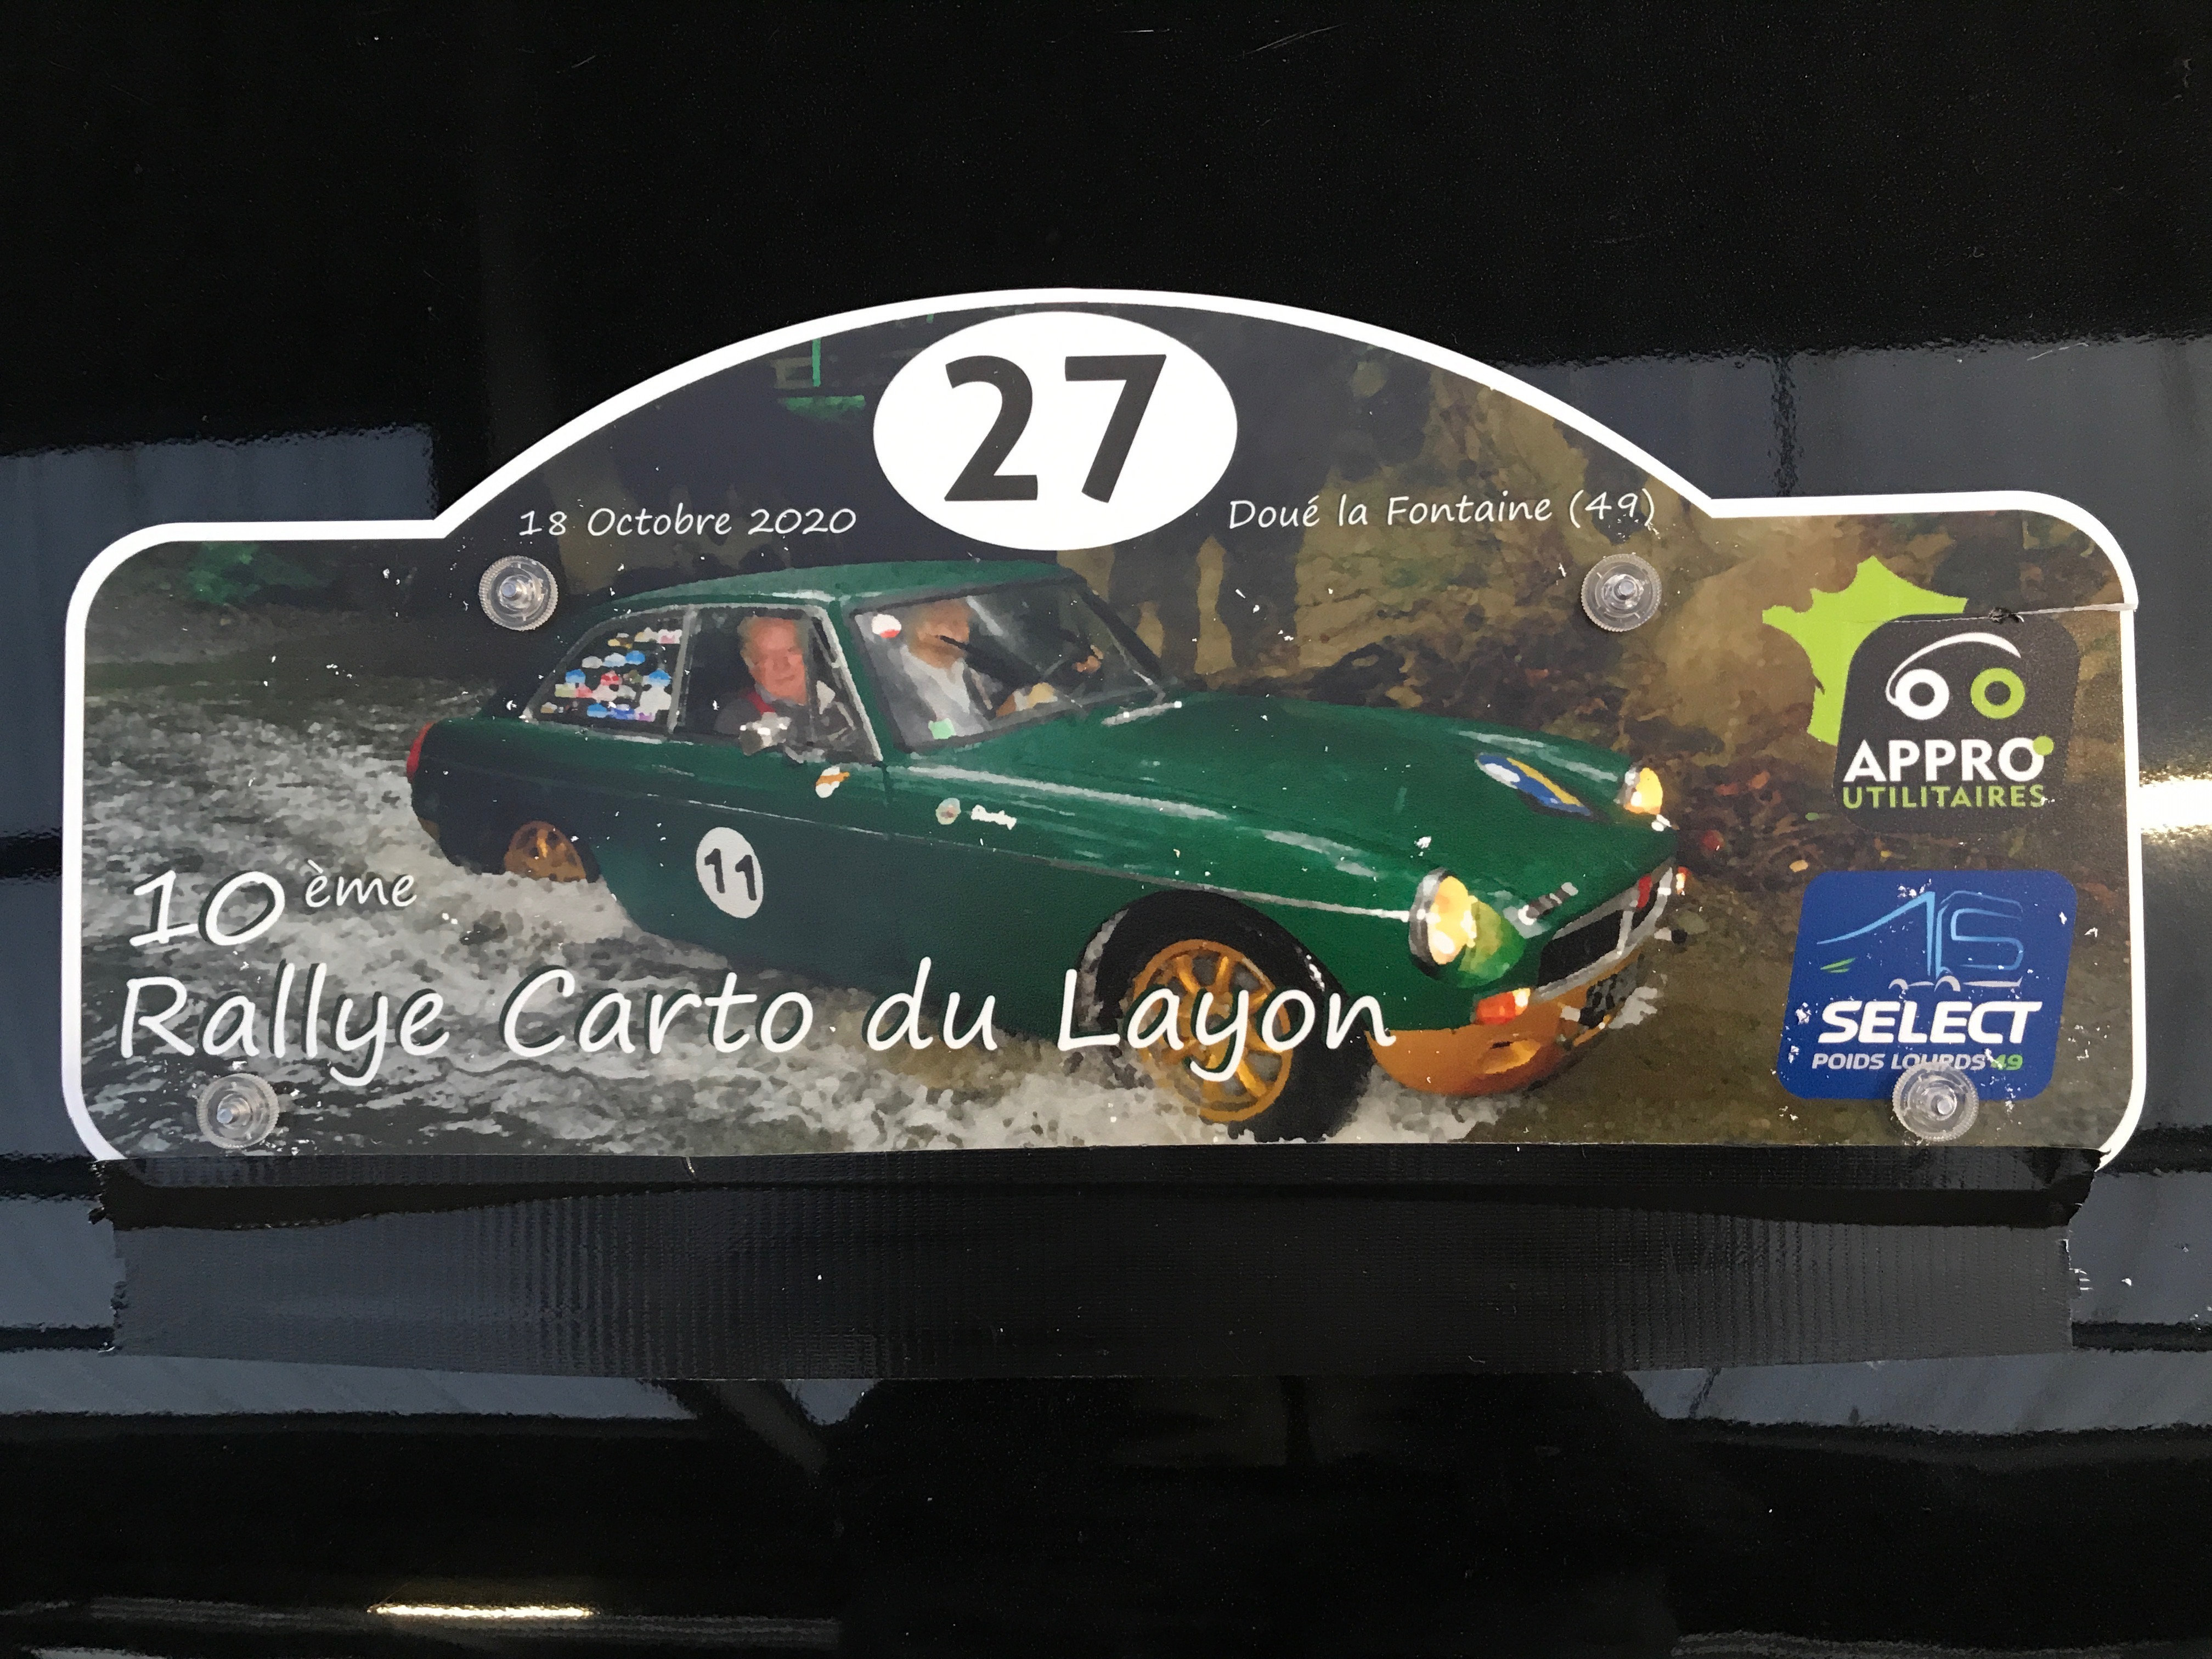 27
18 Octobre 2020
Doué la Fontaine (49)
APPRO
UTILITAIRES
11
10ème
Rallye Carto du Layon
SELECT
POIDS LOURDS 49